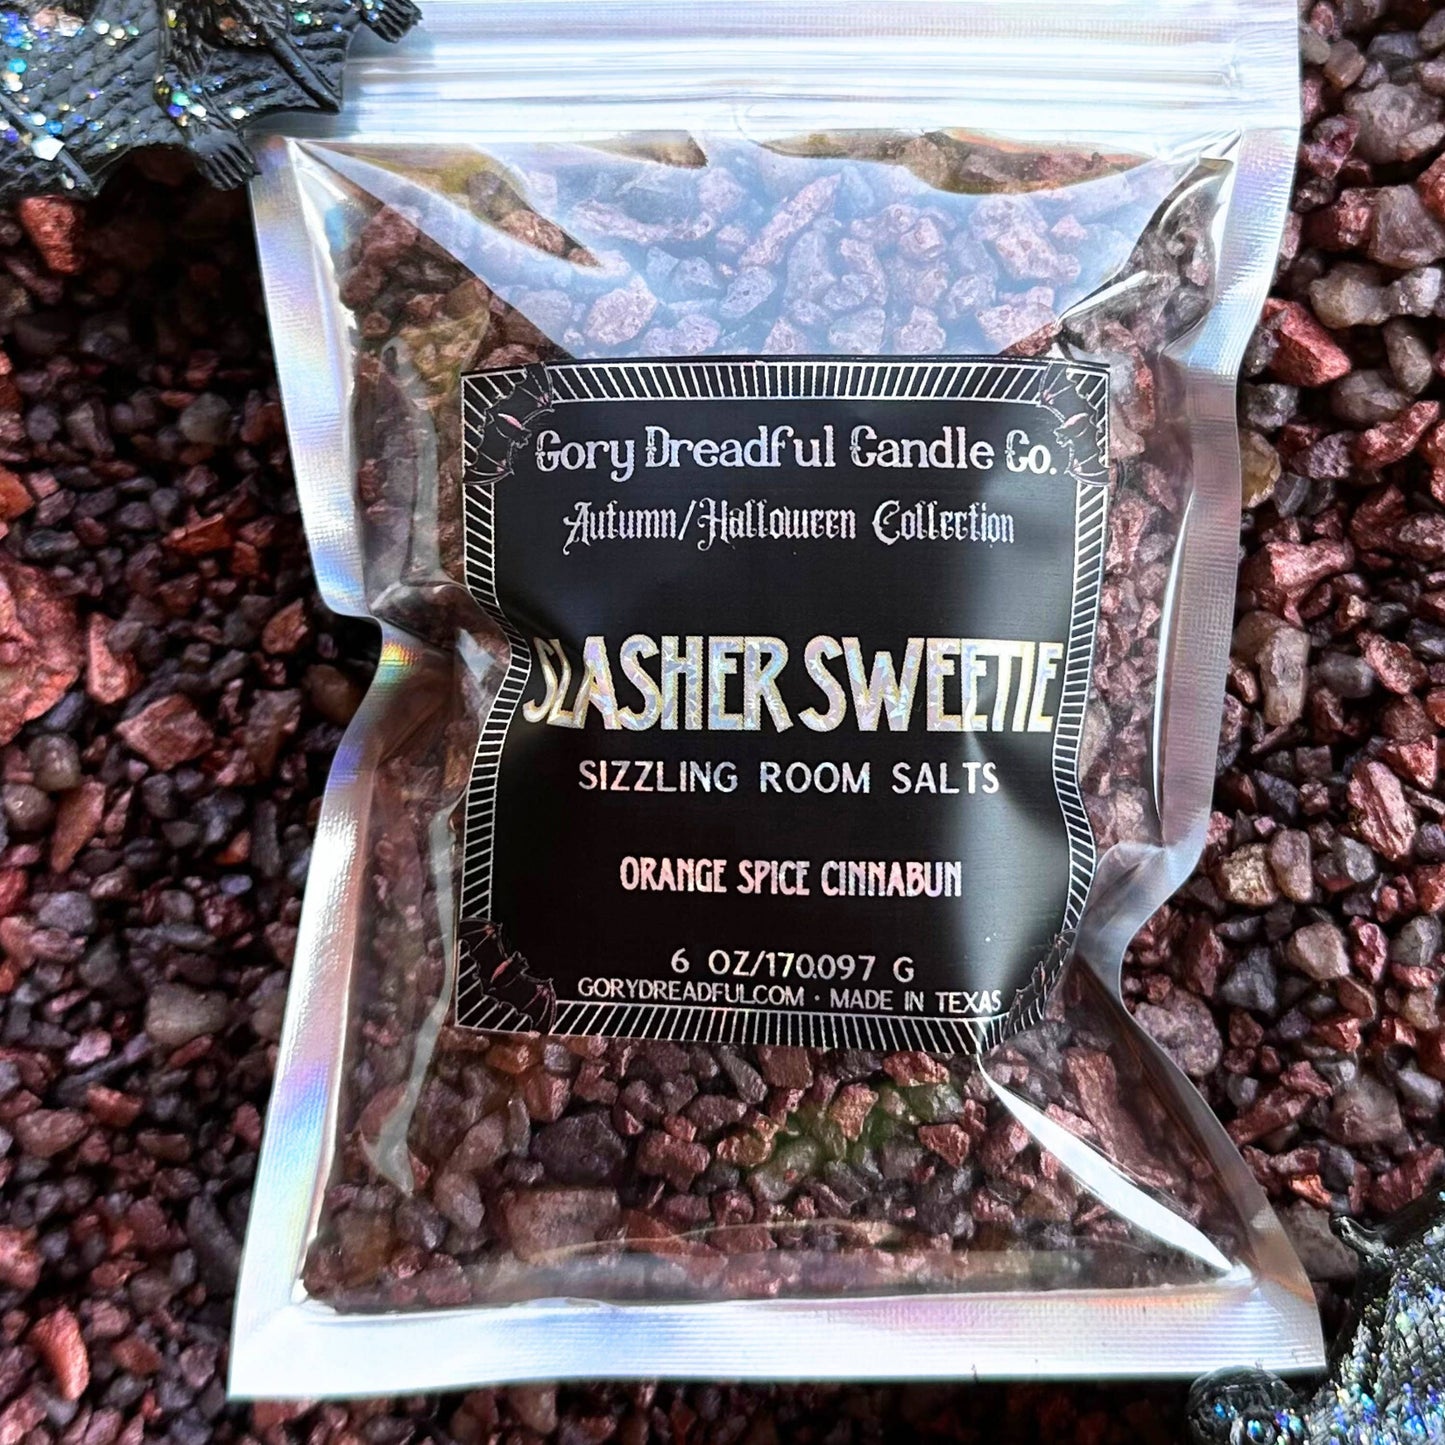 Gory Dreadful Candle Co.
Autumn/Halloween Collection
SLASHER SWEETIE
SIZZLING ROOM SALTS
ORANGE SPICE CINNABUN
6 OZ/170.097 G
GORYDREADFUL.COM · MADE IN TEXAS